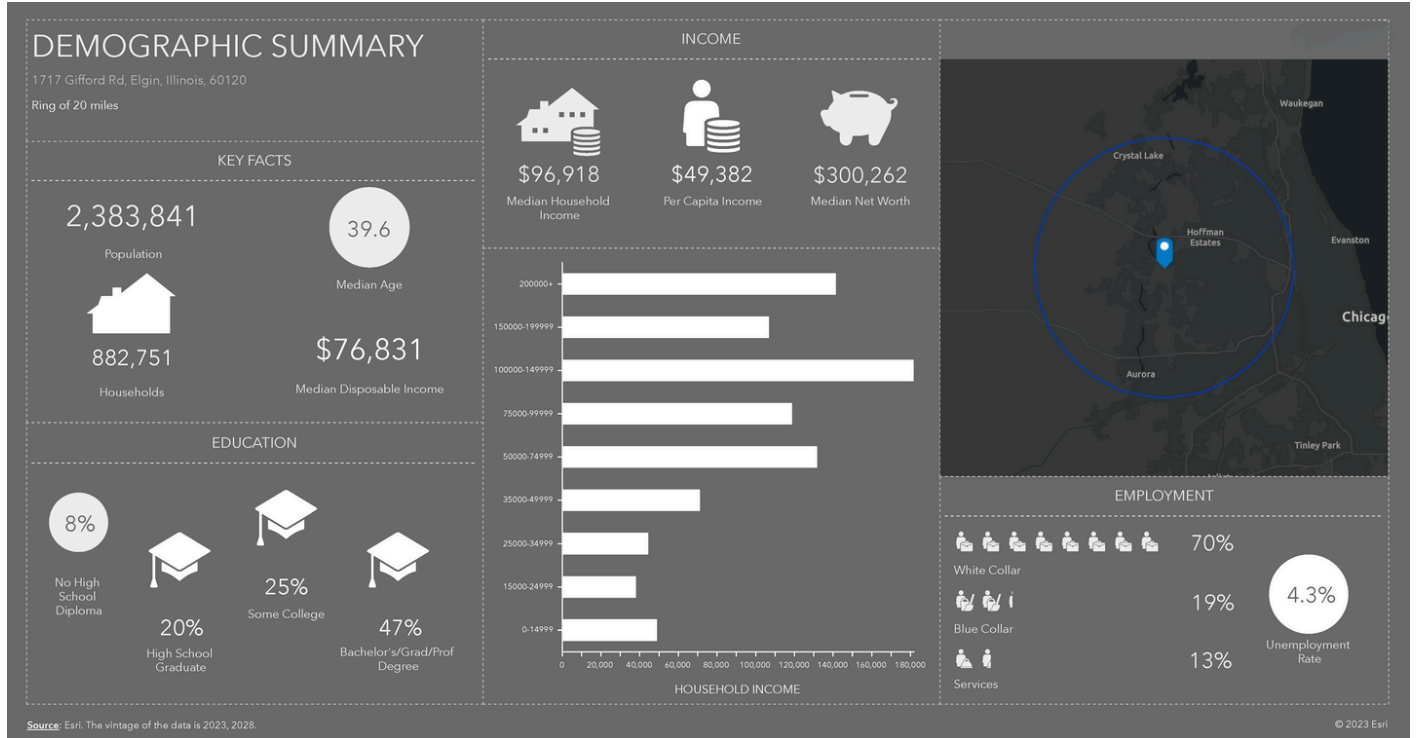 DEMOGRAPHIC SUMMARY
1717 Gifford Rd, Elgin, Illinois, 60120
Ring of 20 miles
KEY FACTS
2,383,841
Population
39.6
Median Age
882,751
Households
$76,831
Median Disposable Income
EDUCATION
8%
No High
School
Diploma
20%
High School
Graduate
25%
Some College
47%
Bachelor's/Grad/Prof
Degree
INCOME
$96,918
Median Household
Income
$49,382
Per Capita Income
$300,262
Median Net Worth
200000+
150000-199999
100000-149999
75000-99999
50000-74999
35000-49999
25000-34999
15000-24999
0-14999
0 20,000 40,000 60,000 80,000 100,000 120,000 140,000 160,000 180,000
HOUSEHOLD INCOME
Waukegan
Crystal Lake
Hoffman
Estates
Evanston
Chicag
Aurora
Tinley Park
EMPLOYMENT
70%
White Collar
19%
Blue Collar
13%
Services
4.3%
Unemployment
Rate
Source: Esri. The vintage of the data is 2023, 2028.
© 2023 Esri